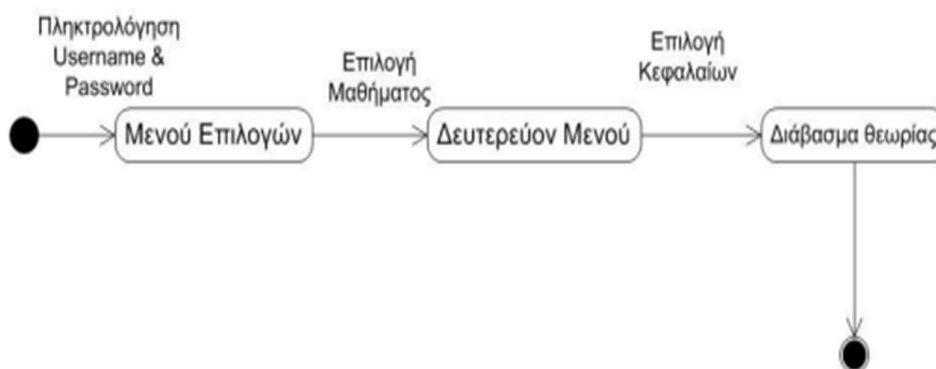 Πληκτρολόγηση
Username &
Password
Επιλογή
Μαθήματος
Επιλογή
Κεφαλαίων
Μενού Επιλογών
Δευτερεύον Μενού
Διάβασμα θεωρίας